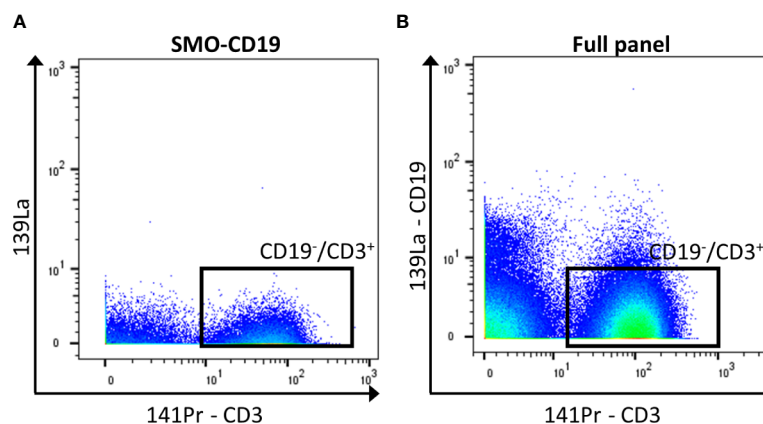 A
SMO-CD19
10³
10²
10¹
0
139La
CD19⁻/CD3⁺
0
10¹
10²
10³
141Pr - CD3
B
Full panel
10³
10²
10¹
0
139La - CD19
CD19⁻/CD3⁺
0
10¹
10²
10³
141Pr - CD3